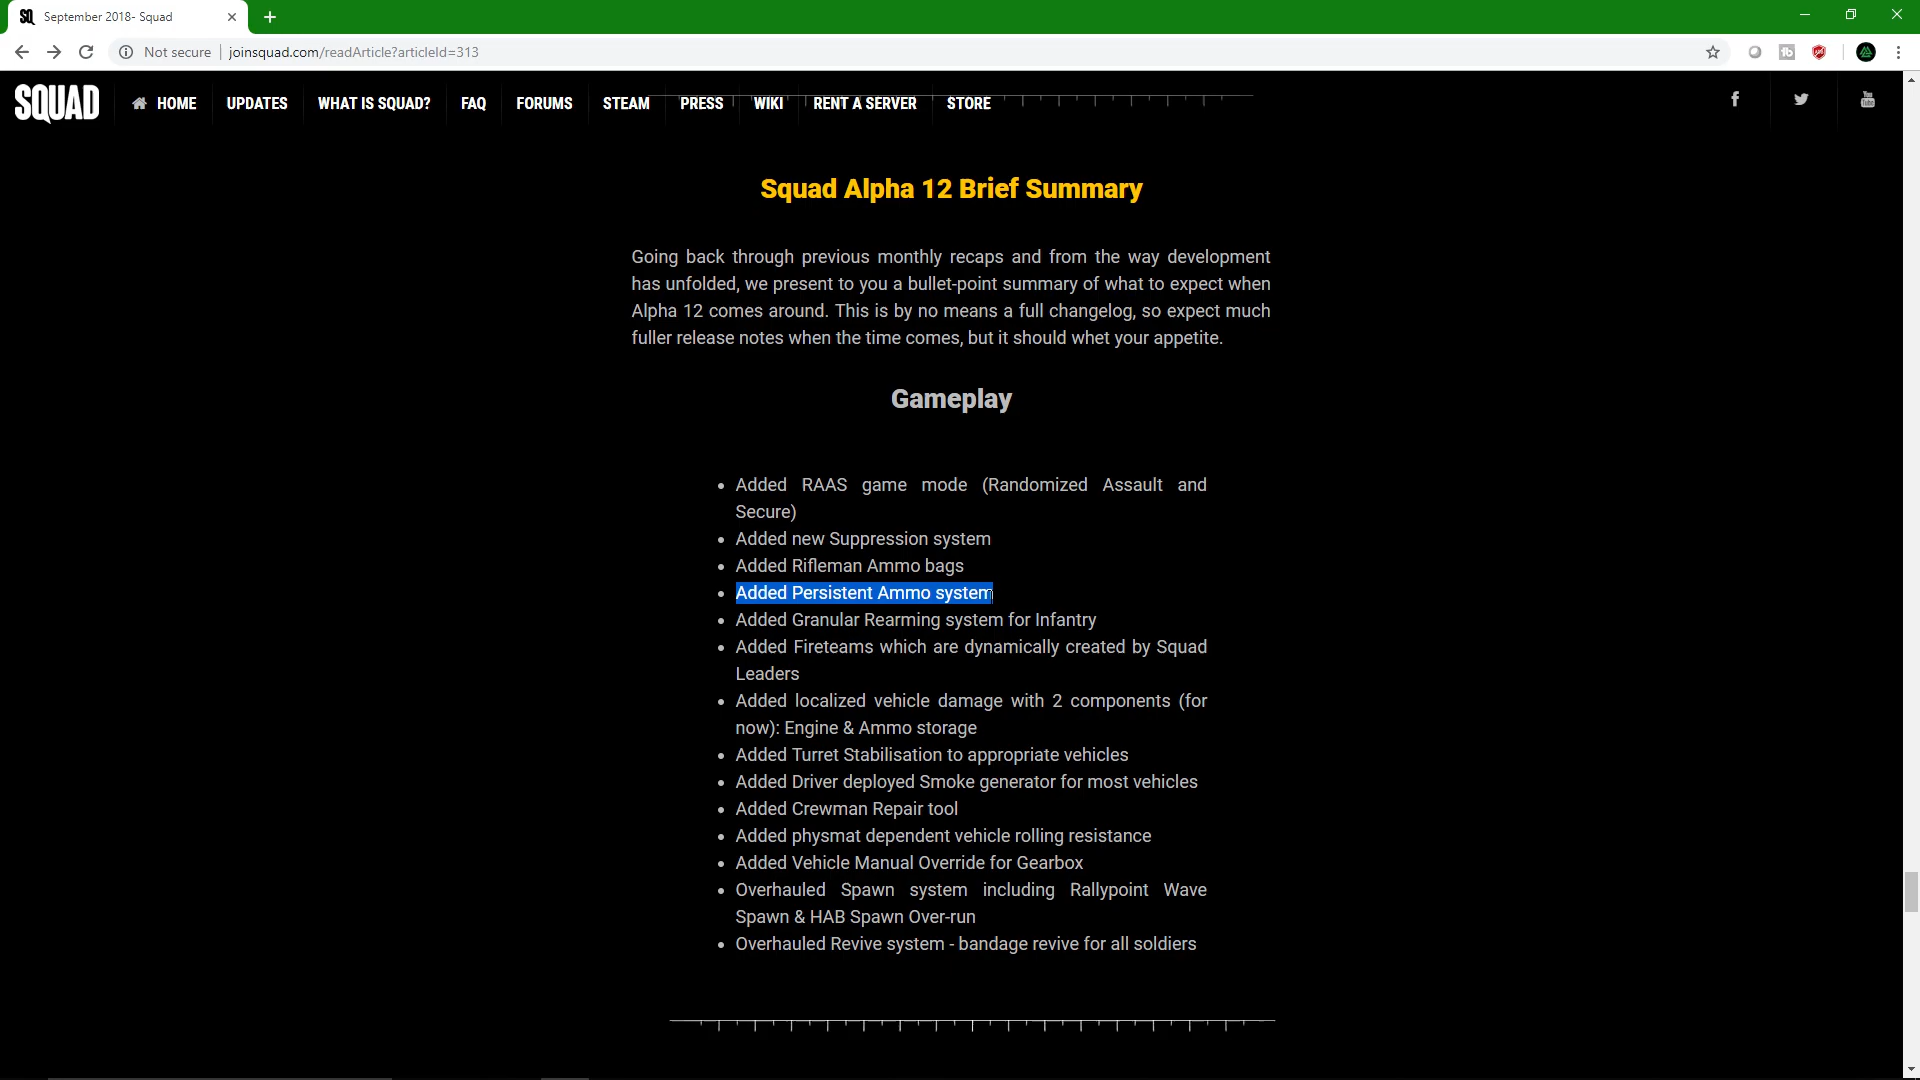 September 2018- Squad
Not secure
joinsquad.com/readArticle?articleId=313
SQUAD
HOME
UPDATES
WHAT IS SQUAD?
FAQ
FORUMS
STEAM
PRESS
WIKI
RENT A SERVER
STORE
Squad Alpha 12 Brief Summary
Going back through previous monthly recaps and from the way development
has unfolded, we present to you a bullet-point summary of what to expect when
Alpha 12 comes around. This is by no means a full changelog, so expect much
fuller release notes when the time comes, but it should whet your appetite.
Gameplay
• Added RAAS game mode (Randomized Assault and
Secure)
• Added new Suppression system
• Added Rifleman Ammo bags
• Added Persistent Ammo system
• Added Granular Rearming system for Infantry
• Added Fireteams which are dynamically created by Squad
Leaders
• Added localized vehicle damage with 2 components (for
now): Engine & Ammo storage
• Added Turret Stabilisation to appropriate vehicles
• Added Driver deployed Smoke generator for most vehicles
• Added Crewman Repair tool
• Added physmat dependent vehicle rolling resistance
• Added Vehicle Manual Override for Gearbox
• Overhauled Spawn system including Rallypoint Wave
Spawn & HAB Spawn Over-run
• Overhauled Revive system - bandage revive for all soldiers